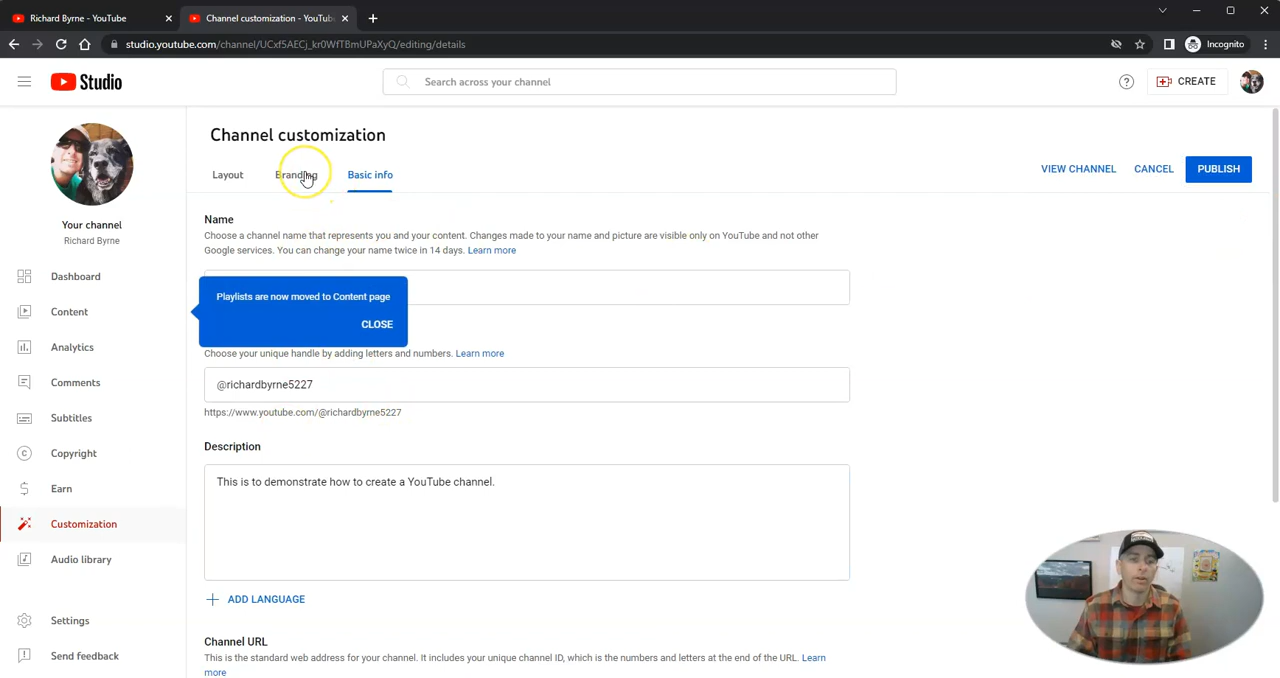 Richard Byrne - YouTube
Channel customization - YouTub
studio.youtube.com/channel/UCxf5AECj_kr0WfTBmUPaXyQ/editing/details
Incognito
Studio
Search across your channel
CREATE
Channel customization
Layout
Branding
Basic info
VIEW CHANNEL
CANCEL
PUBLISH
Your channel
Richard Byrne
Dashboard
Content
Analytics
Comments
Subtitles
Copyright
Earn
Customization
Audio library
Settings
Send feedback
Name
Choose a channel name that represents you and your content. Changes made to your name and picture are visible only on YouTube and not other
Google services. You can change your name twice in 14 days. Learn more
Playlists are now moved to Content page
CLOSE
Choose your unique handle by adding letters and numbers. Learn more
@richardbyrne5227
https://www.youtube.com/@richardbyrne5227
Description
This is to demonstrate how to create a YouTube channel.
ADD LANGUAGE
Channel URL
This is the standard web address for your channel. It includes your unique channel ID, which is the numbers and letters at the end of the URL. Learn
more